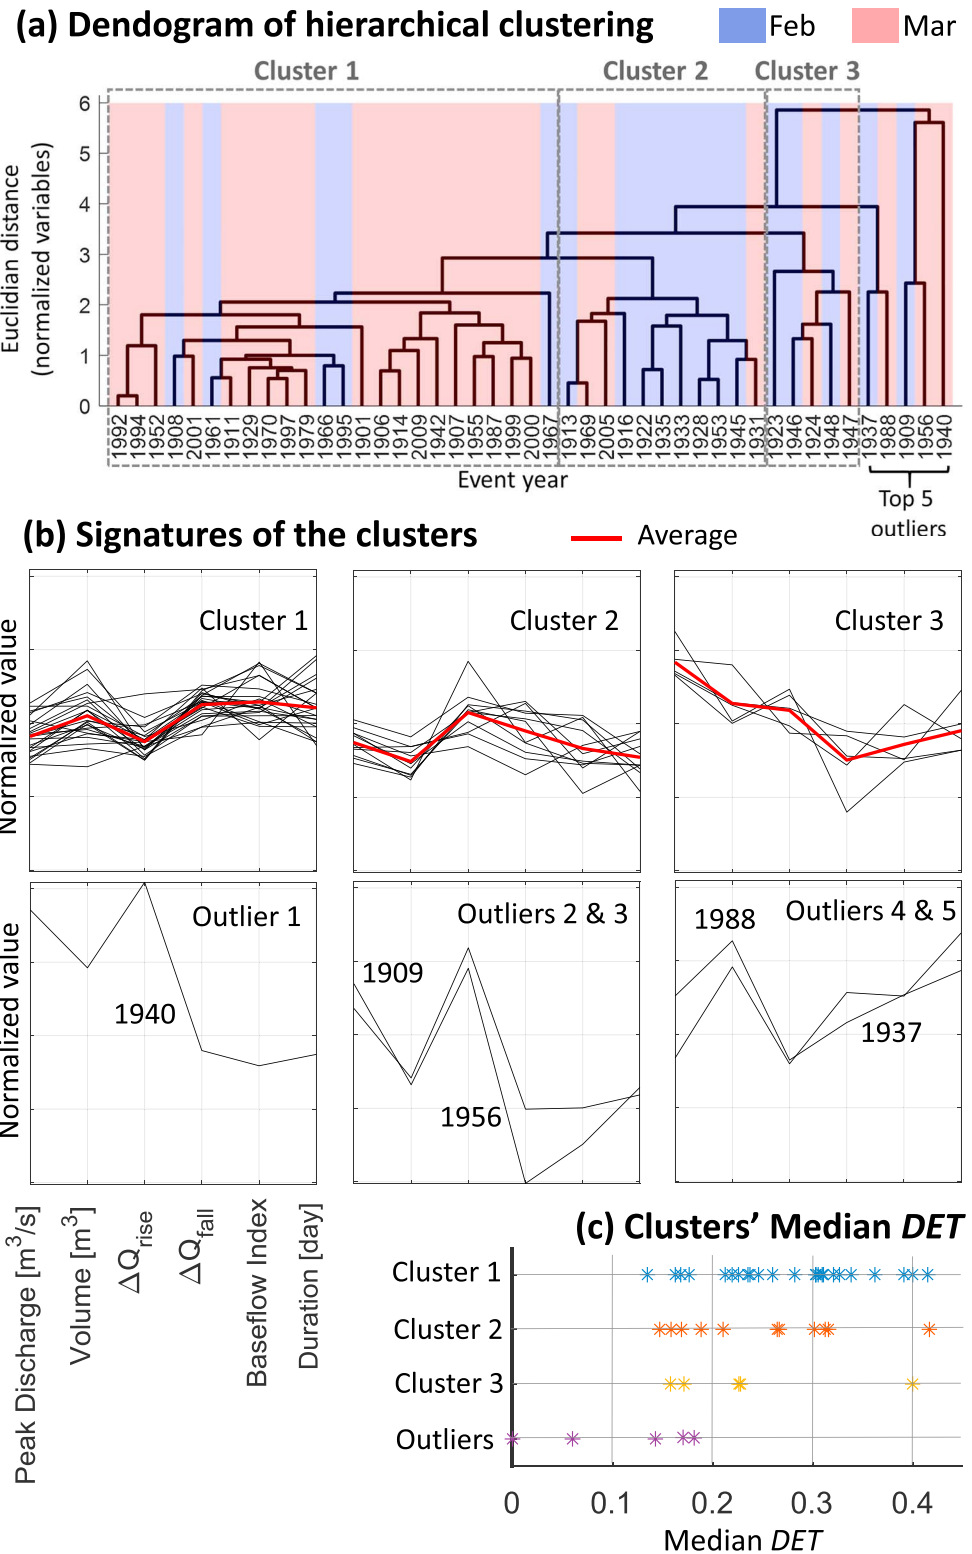 (a) Dendogram of hierarchical clustering
Feb
Mar
Cluster 1
Cluster 2
Cluster 3
Euclidian distance
(normalized variables)
6
5
4
3
2
1
0
1992
1994
1952
1908
2001
1961
1911
1929
1970
1997
1979
1966
1995
1901
1906
1914
2009
1942
1907
1955
1987
1999
2000
1967
1913
1969
2005
1916
1922
1935
1933
1928
1953
1945
1931
1923
1946
1924
1948
1947
1937
1988
1909
1956
1940
Event year
Top 5
outliers
(b) Signatures of the clusters
Average
Normalized value
Cluster 1
Cluster 2
Cluster 3
Normalized value
Outlier 1
1940
Outliers 2 & 3
1909
1956
Outliers 4 & 5
1988
1937
Peak Discharge [m³/s]
Volume [m³]
ΔQrise
ΔQfall
Baseflow Index
Duration [day]
(c) Clusters’ Median DET
Cluster 1
Cluster 2
Cluster 3
Outliers
0
0.1
0.2
0.3
0.4
Median DET